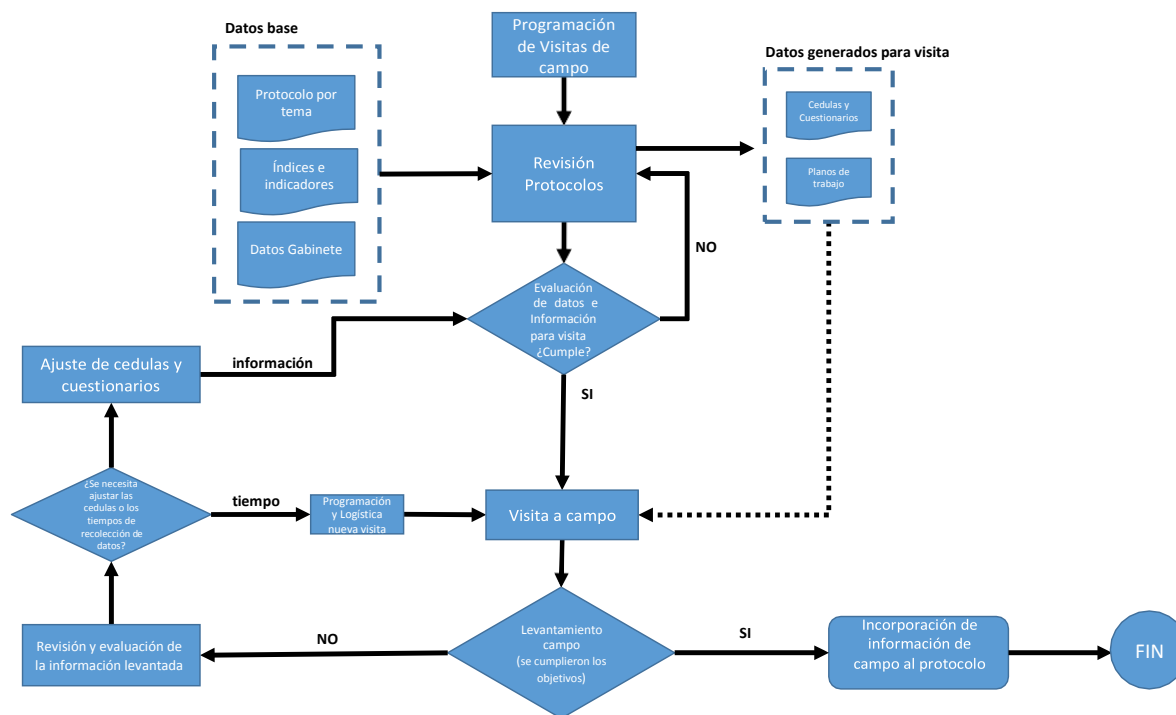 Datos base
Programación
de Visitas de
campo
Datos generados para visita
Protocolo por
tema
Índices e
indicadores
Datos Gabinete
Revisión
Protocolos
Cedulas y
Cuestionarios
Planos de
trabajo
NO
Evaluación
de datos e
Información
para visita
¿Cumple?
SI
Ajuste de cedulas y
cuestionarios
información
¿Se necesita
ajustar las
cedulas o los
tiempos de
recolección de
datos?
tiempo
Programación
y Logística
nueva visita
Visita a campo
Revisión y evaluación de
la información levantada
NO
Levantamiento
campo
(se cumplieron los
objetivos)
SI
Incorporación de
información de
campo al protocolo
FIN